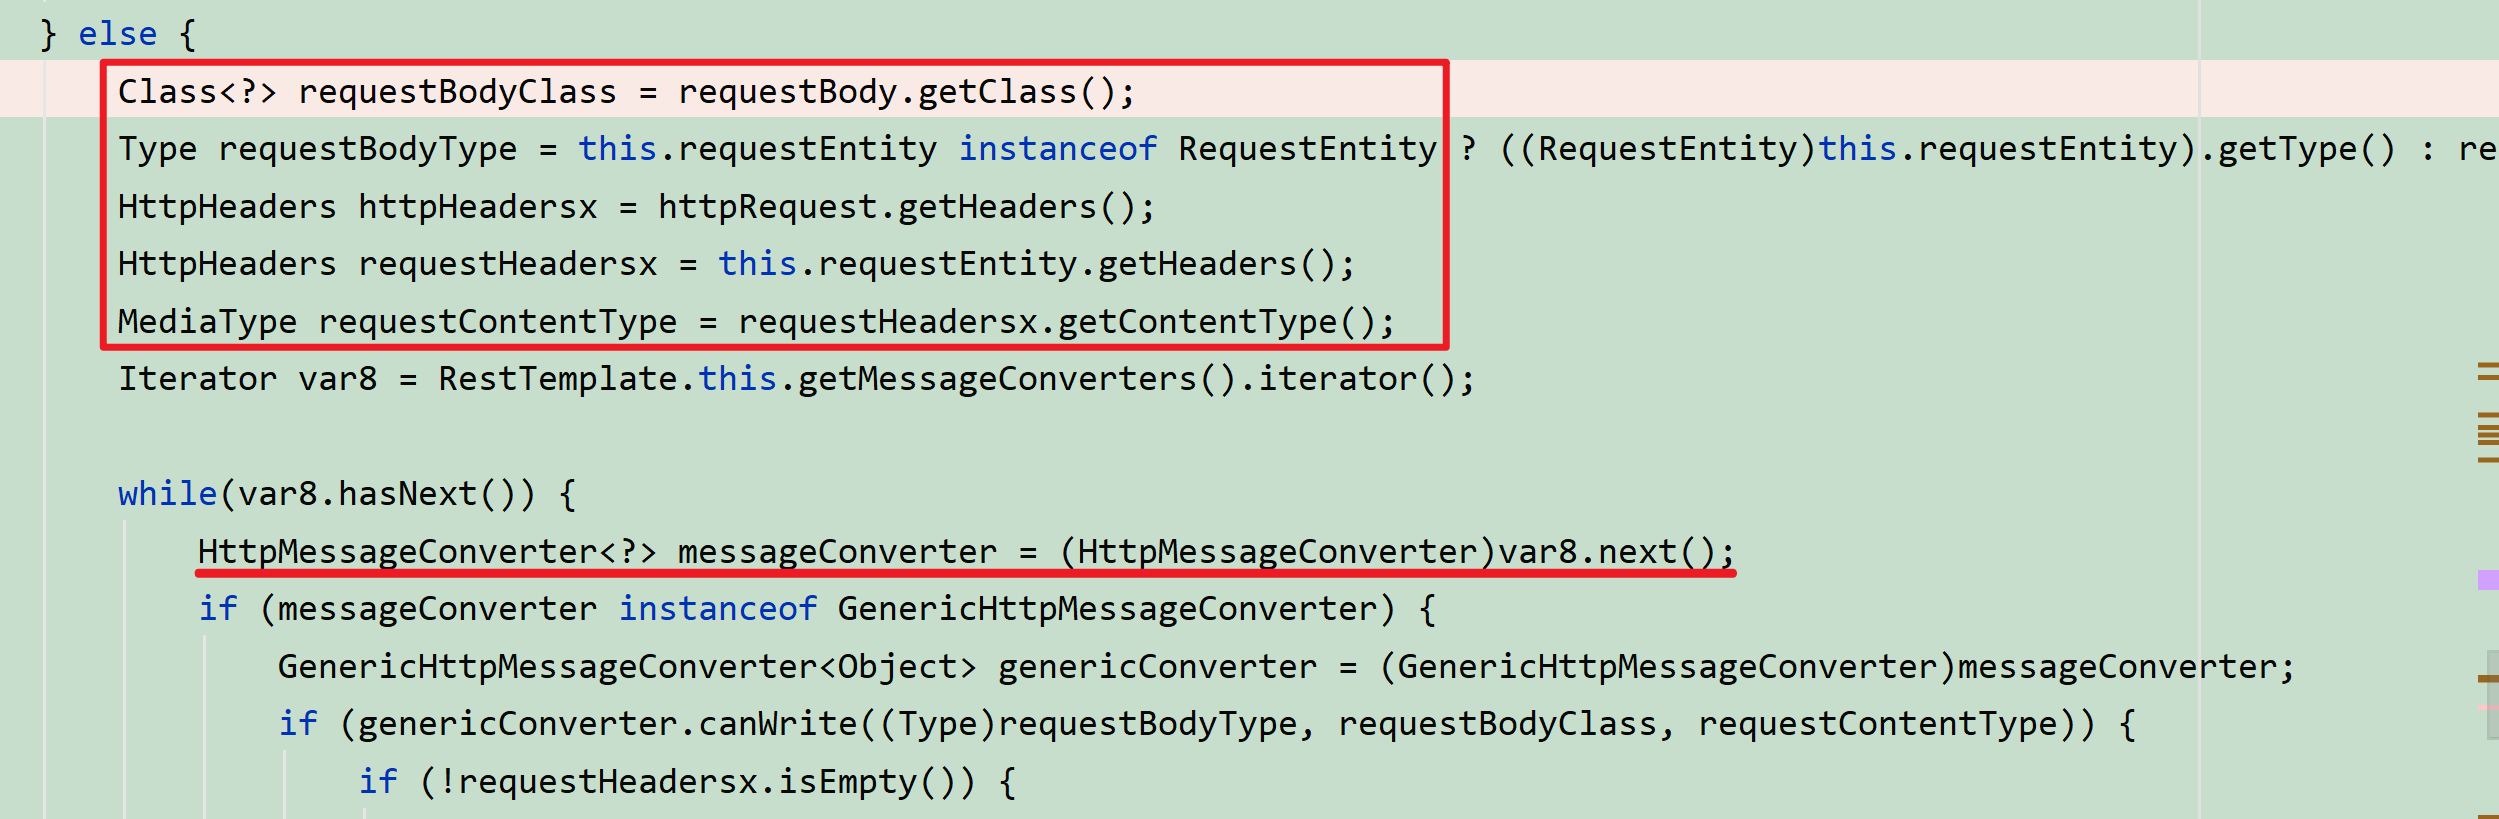 } else {
Class<?> requestBodyClass = requestBody.getClass();
Type requestBodyType = this.requestEntity instanceof RequestEntity ? ((RequestEntity)this.requestEntity).getType() : re
HttpHeaders httpHeadersx = httpRequest.getHeaders();
HttpHeaders requestHeadersx = this.requestEntity.getHeaders();
MediaType requestContentType = requestHeadersx.getContentType();
Iterator var8 = RestTemplate.this.getMessageConverters().iterator();
while(var8.hasNext()) {
HttpMessageConverter<?> messageConverter = (HttpMessageConverter)var8.next();
if (messageConverter instanceof GenericHttpMessageConverter) {
GenericHttpMessageConverter<Object> genericConverter = (GenericHttpMessageConverter)messageConverter;
if (genericConverter.canWrite((Type)requestBodyType, requestBodyClass, requestContentType)) {
if (!requestHeadersx.isEmpty()) {